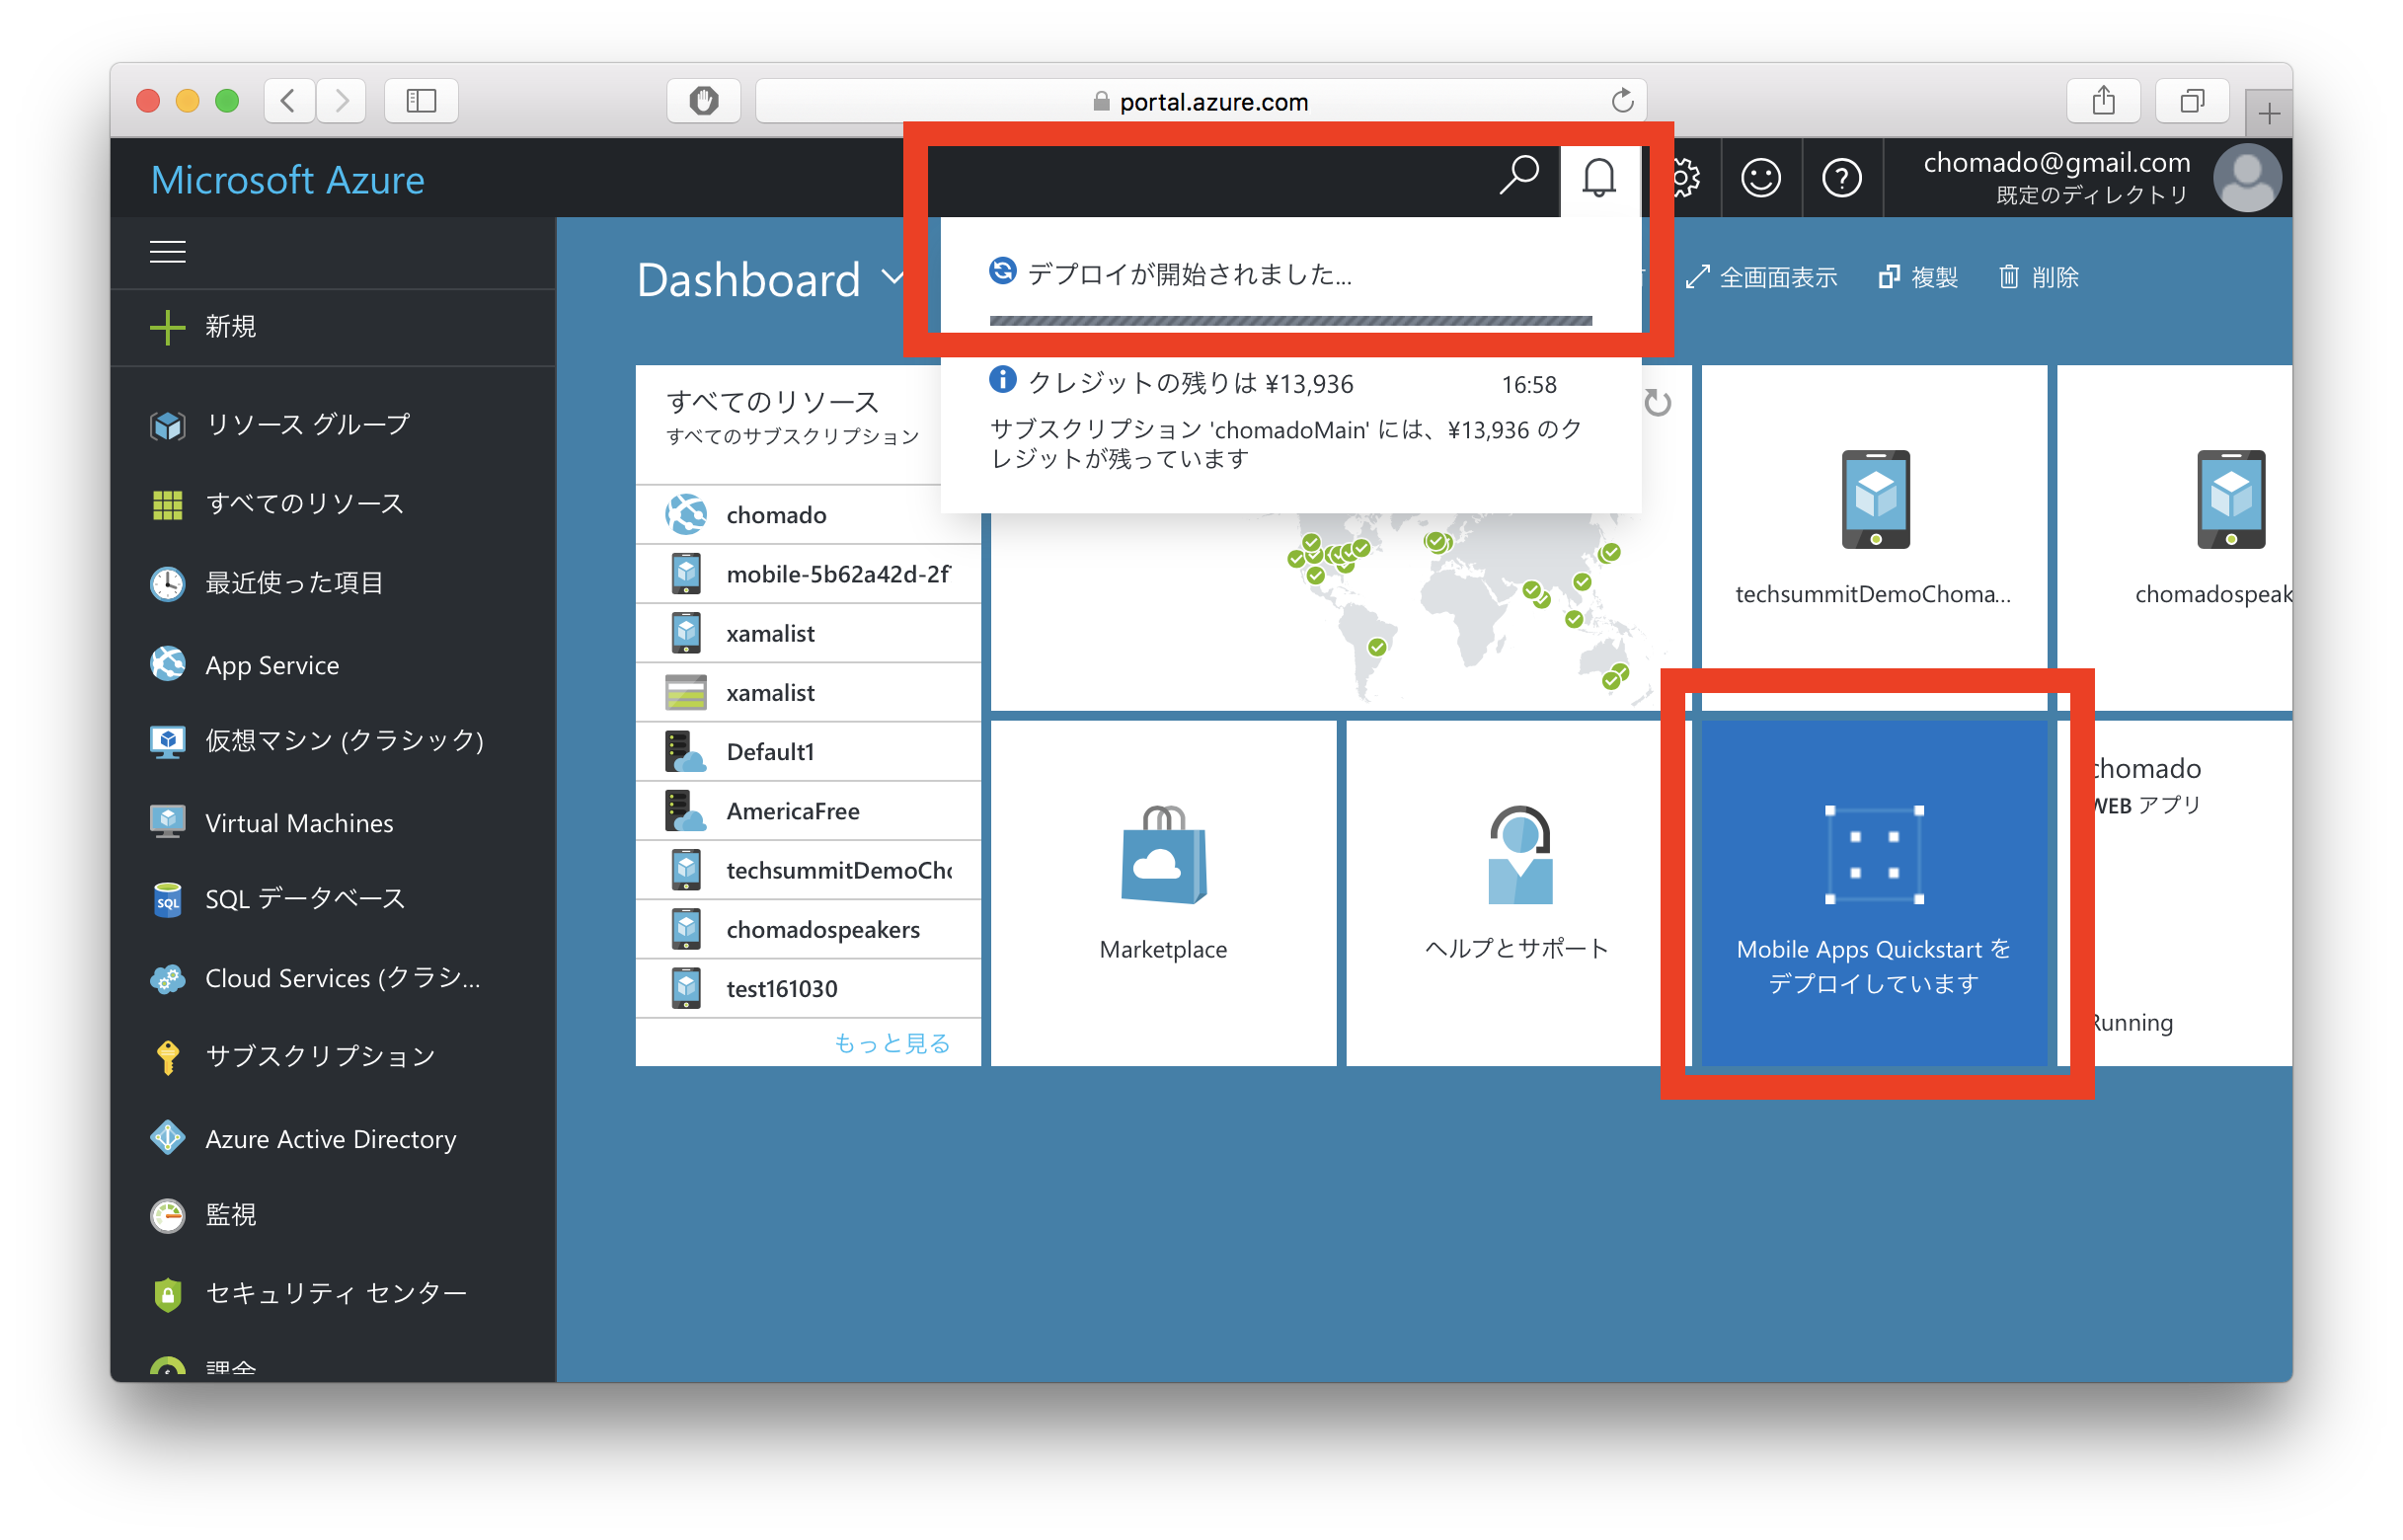 portal.azure.com
Microsoft Azure
chomado@gmail.com
既定のディレクトリ
新規
リソース グループ
すべてのリソース
最近使った項目
App Service
仮想マシン (クラシック)
Virtual Machines
SQL データベース
Cloud Services (クラシ...
サブスクリプション
Azure Active Directory
監視
セキュリティ センター
課金
Dashboard
全画面表示
複製
削除
デプロイが開始されました...
クレジットの残りは ¥13,936
16:58
サブスクリプション 'chomadoMain' には、¥13,936 のク
レジットが残っています
すべてのリソース
すべてのサブスクリプション
chomado
mobile-5b62a42d-2f
xamalist
xamalist
Default1
AmericaFree
techsummitDemoCho
chomadospeakers
test161030
もっと見る
techsummitDemoChoma...
chomadospeak
Marketplace
ヘルプとサポート
Mobile Apps Quickstart を
デプロイしています
chomado
WEB アプリ
Running
SQL